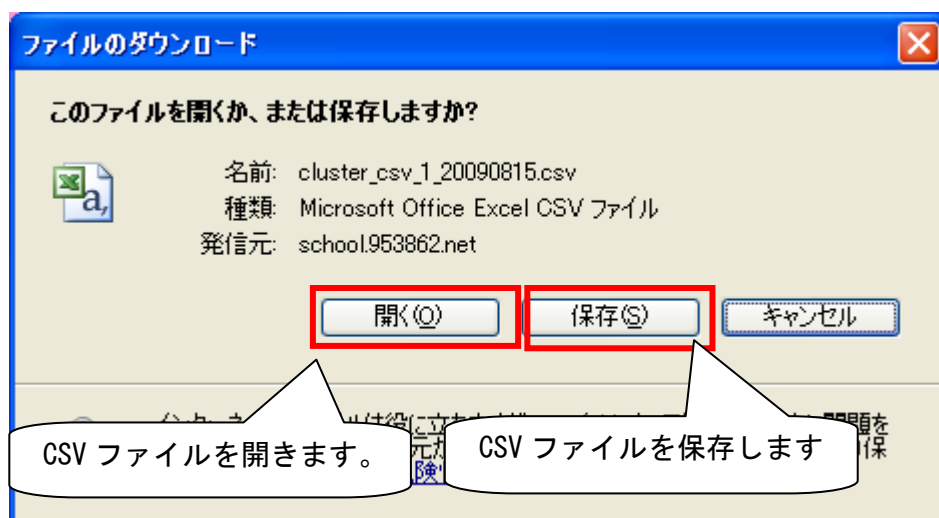 ファイルのダウンロード
このファイルを開くか、または保存しますか?
名前: cluster_csv_1_20090815.csv
種類: Microsoft Office Excel CSV ファイル
発信元: school.953862.net
開く(O) 保存(S) キャンセル
CSV ファイルを開きます。
CSV ファイルを保存します